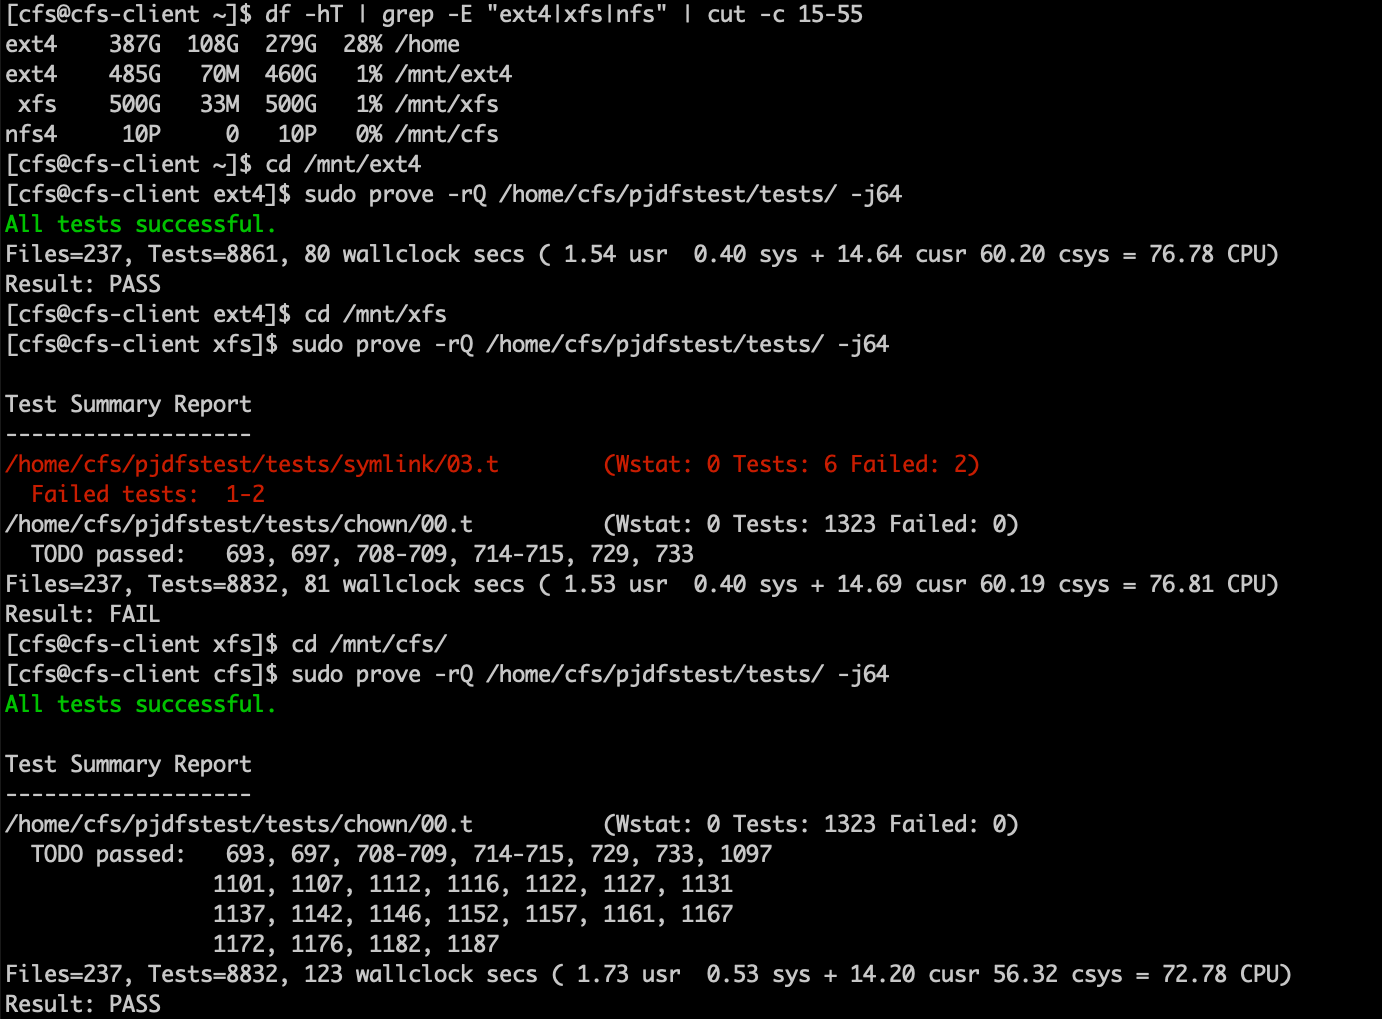 [cfs@cfs-client ~]$ df -hT | grep -E "ext4|xfs|nfs" | cut -c 15-55
ext4    387G  108G  279G  28% /home
ext4    485G   70M  460G   1% /mnt/ext4
 xfs    500G   33M  500G   1% /mnt/xfs
nfs4     10P     0   10P   0% /mnt/cfs
[cfs@cfs-client ~]$ cd /mnt/ext4
[cfs@cfs-client ext4]$ sudo prove -rQ /home/cfs/pjdfstest/tests/ -j64
All tests successful.
Files=237, Tests=8861, 80 wallclock secs ( 1.54 usr  0.40 sys + 14.64 cusr 60.20 csys = 76.78 CPU)
Result: PASS
[cfs@cfs-client ext4]$ cd /mnt/xfs
[cfs@cfs-client xfs]$ sudo prove -rQ /home/cfs/pjdfstest/tests/ -j64

Test Summary Report
-------------------
/home/cfs/pjdfstest/tests/symlink/03.t        (Wstat: 0 Tests: 6 Failed: 2)
  Failed tests:  1-2
/home/cfs/pjdfstest/tests/chown/00.t          (Wstat: 0 Tests: 1323 Failed: 0)
  TODO passed:   693, 697, 708-709, 714-715, 729, 733
Files=237, Tests=8832, 81 wallclock secs ( 1.53 usr  0.40 sys + 14.69 cusr 60.19 csys = 76.81 CPU)
Result: FAIL
[cfs@cfs-client xfs]$ cd /mnt/cfs/
[cfs@cfs-client cfs]$ sudo prove -rQ /home/cfs/pjdfstest/tests/ -j64
All tests successful.

Test Summary Report
-------------------
/home/cfs/pjdfstest/tests/chown/00.t          (Wstat: 0 Tests: 1323 Failed: 0)
  TODO passed:   693, 697, 708-709, 714-715, 729, 733, 1097
                1101, 1107, 1112, 1116, 1122, 1127, 1131
                1137, 1142, 1146, 1152, 1157, 1161, 1167
                1172, 1176, 1182, 1187
Files=237, Tests=8832, 123 wallclock secs ( 1.73 usr  0.53 sys + 14.20 cusr 56.32 csys = 72.78 CPU)
Result: PASS